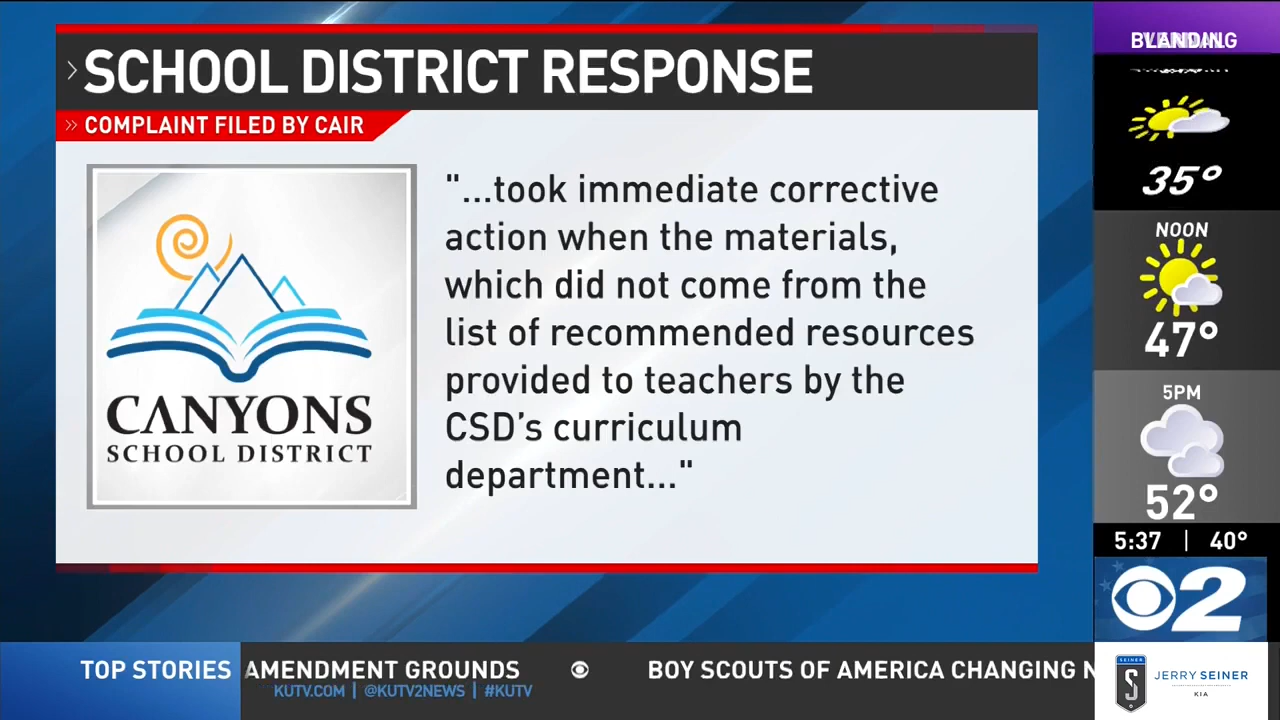 SCHOOL DISTRICT RESPONSE
COMPLAINT FILED BY CAIR
CANYONS
SCHOOL DISTRICT
"...took immediate corrective
action when the materials,
which did not come from the
list of recommended resources
provided to teachers by the
CSD's curriculum
department..."
35°
NOON
47°
5PM
52°
5:37 | 40°
2
TOP STORIES
AMENDMENT GROUNDS
BOY SCOUTS OF AMERICA CHANGING N
KUTV.COM | @KUTV2NEWS | #KUTV
SEINER
S
JERRY SEINER
KIA